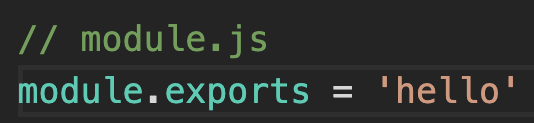 // module.js
module.exports = 'hello'